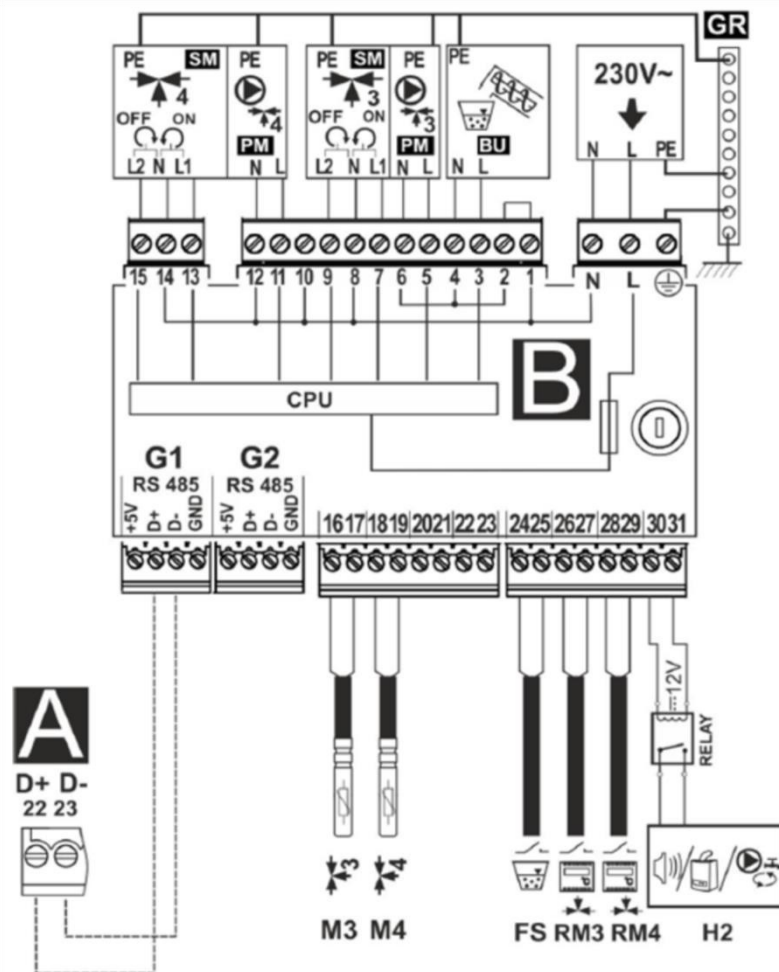 GR
PE SM PE PE SM PE PE
4 3
230V~
OFF ON 4 OFF ON 3
PM PM BU
L2 N L1 N L L2 N L1 N L N L N L PE
15 14 13 12 11 10 9 8 7 6 5 4 3 2 1 N L
CPU
B
G1 G2
RS 485 RS 485
+5V D+ D- GND +5V D+ D- GND
16 17 18 19 20 21 22 23 24 25 26 27 28 29 30 31
A
D+ D-
22 23
12V
RELAY
3 4
M3 M4 FS RM3 RM4 H2